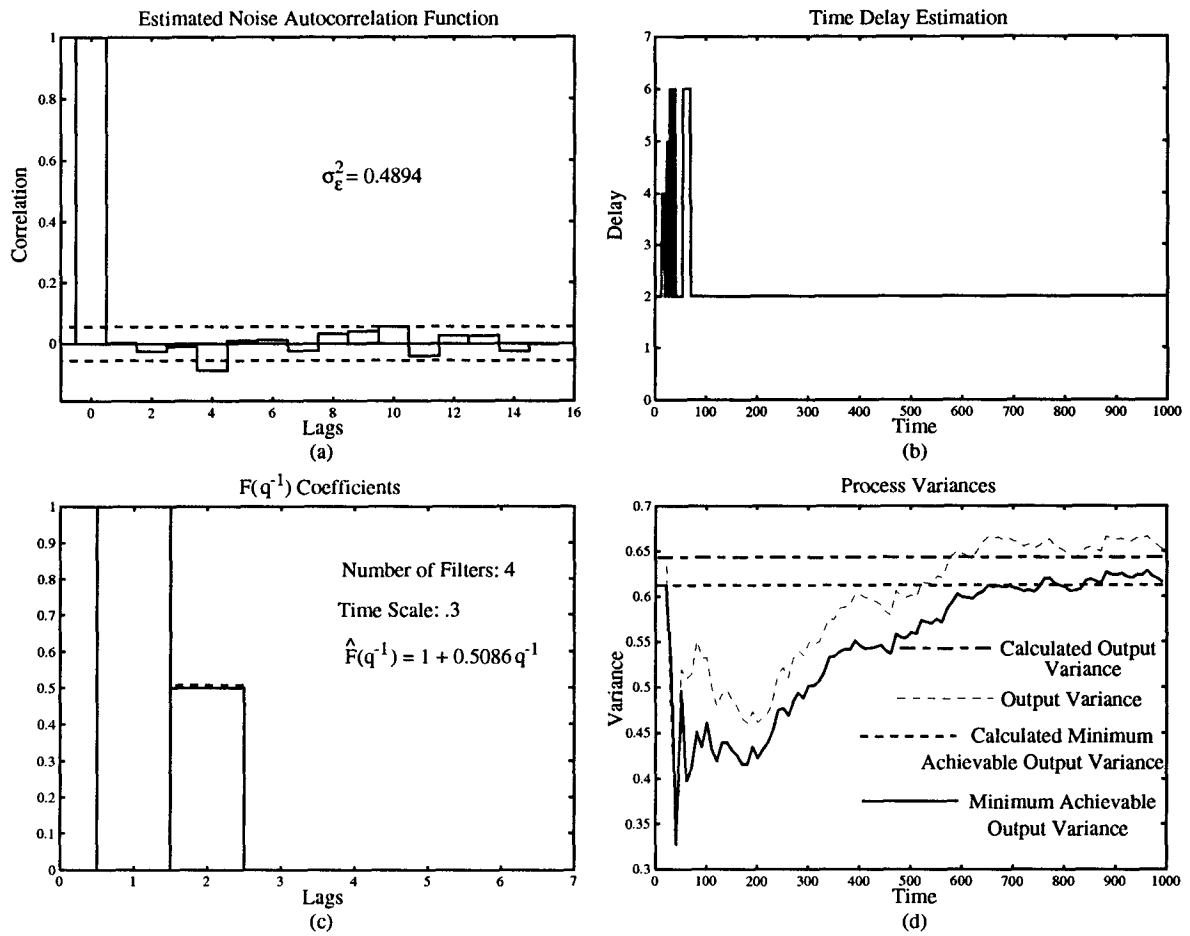 Estimated Noise Autocorrelation Function
1
0.8
0.6
0.4
0.2
0
Correlation
σ_ε^2 = 0.4894
0 2 4 6 8 10 12 14 16
Lags
(a)
Time Delay Estimation
7
6
5
4
3
2
1
0
Delay
0 100 200 300 400 500 600 700 800 900 1000
Time
(b)
F(q⁻¹) Coefficients
1
0.9
0.8
0.7
0.6
0.5
0.4
0.3
0.2
0.1
0
Number of Filters: 4
Time Scale: .3
F̂(q⁻¹) = 1 + 0.5086 q⁻¹
0 1 2 3 4 5 6 7
Lags
(c)
Process Variances
0.7
0.65
0.6
0.55
0.5
0.45
0.4
0.35
0.3
Variance
Calculated Output
Variance
Output Variance
Calculated Minimum
Achievable Output Variance
Minimum Achievable
Output Variance
0 100 200 300 400 500 600 700 800 900 1000
Time
(d)